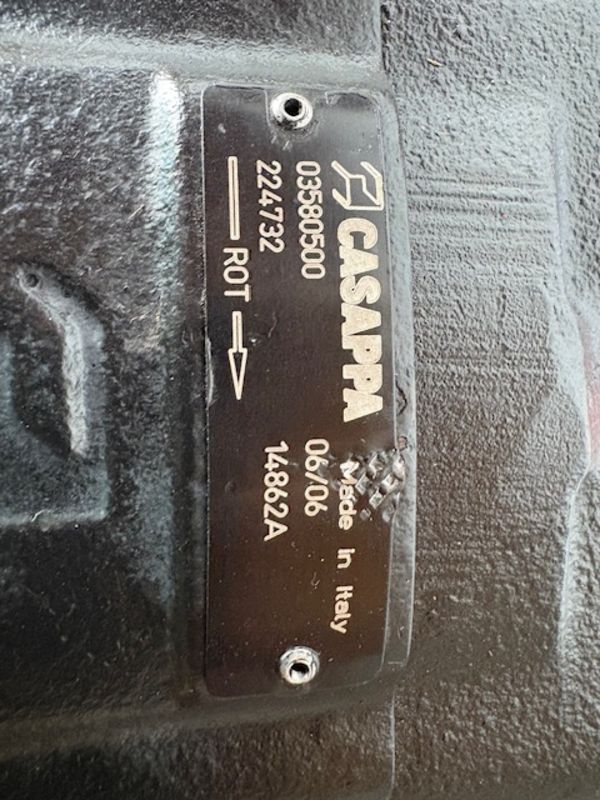 CASAPPA
Made in Italy
03580500
06/06
224732
14862A
ROT